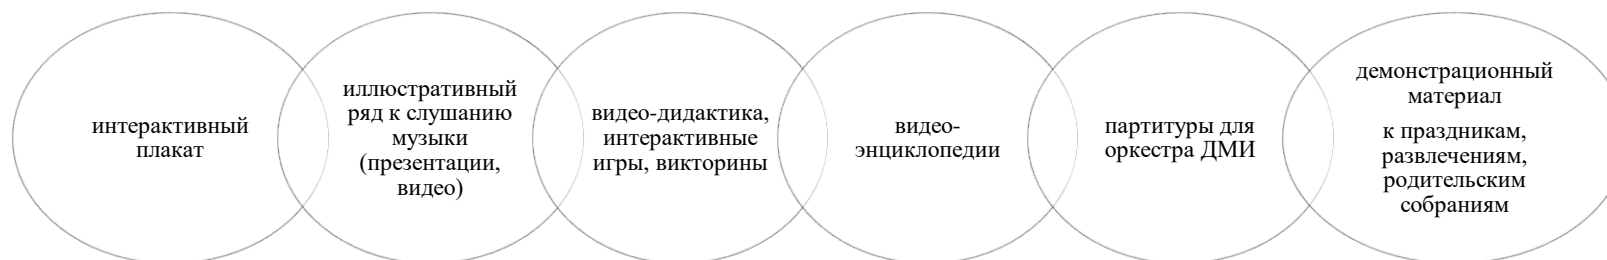 интерактивный
плакат
иллюстративный
ряд к слушанию
музыки
(презентации,
видео)
видео-дидактика,
интерактивные
игры, викторины
видео-
энциклопедии
партитуры для
оркестра ДМИ
демонстрационный
материал
к праздникам,
развлечениям,
родительским
собраниям